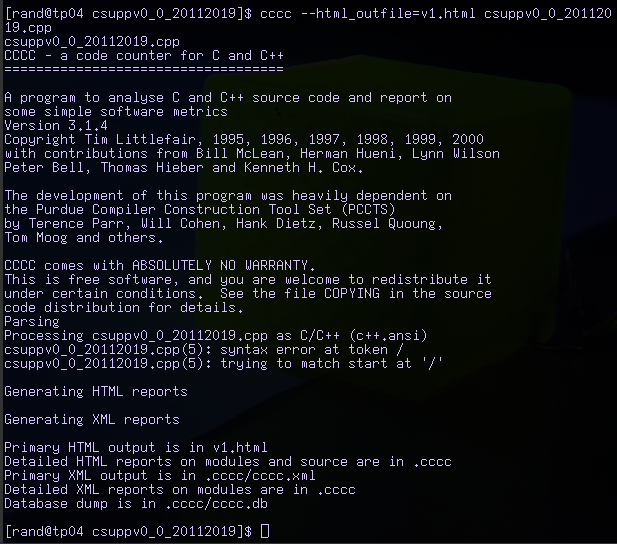 [rand@tp04 csuppv0_0_20112019]$ cccc --html_outfile=v1.html csuppv0_0_201120
19.cpp
csuppv0_0_20112019.cpp
CCCC - a code counter for C and C++
===================================
A program to analyse C and C++ source code and report on
some simple software metrics
Version 3.1.4
Copyright Tim Littlefair, 1995, 1996, 1997, 1998, 1999, 2000
with contributions from Bill McLean, Herman Hueni, Lynn Wilson
Peter Bell, Thomas Hieber and Kenneth H. Cox.
The development of this program was heavily dependent on
the Purdue Compiler Construction Tool Set (PCCTS)
by Terence Parr, Will Cohen, Hank Dietz, Russel Quoung,
Tom Moog and others.
CCCC comes with ABSOLUTELY NO WARRANTY.
This is free software, and you are welcome to redistribute it
under certain conditions.  See the file COPYING in the source
code distribution for details.
Parsing
Processing csuppv0_0_20112019.cpp as C/C++ (c++.ansi)
csuppv0_0_20112019.cpp(5): syntax error at token /
csuppv0_0_20112019.cpp(5): trying to match start at '/'
Generating HTML reports
Generating XML reports
Primary HTML output is in v1.html
Detailed HTML reports on modules and source are in .cccc
Primary XML output is in .cccc/cccc.xml
Detailed XML reports on modules are in .cccc
Database dump is in .cccc/cccc.db
[rand@tp04 csuppv0_0_20112019]$